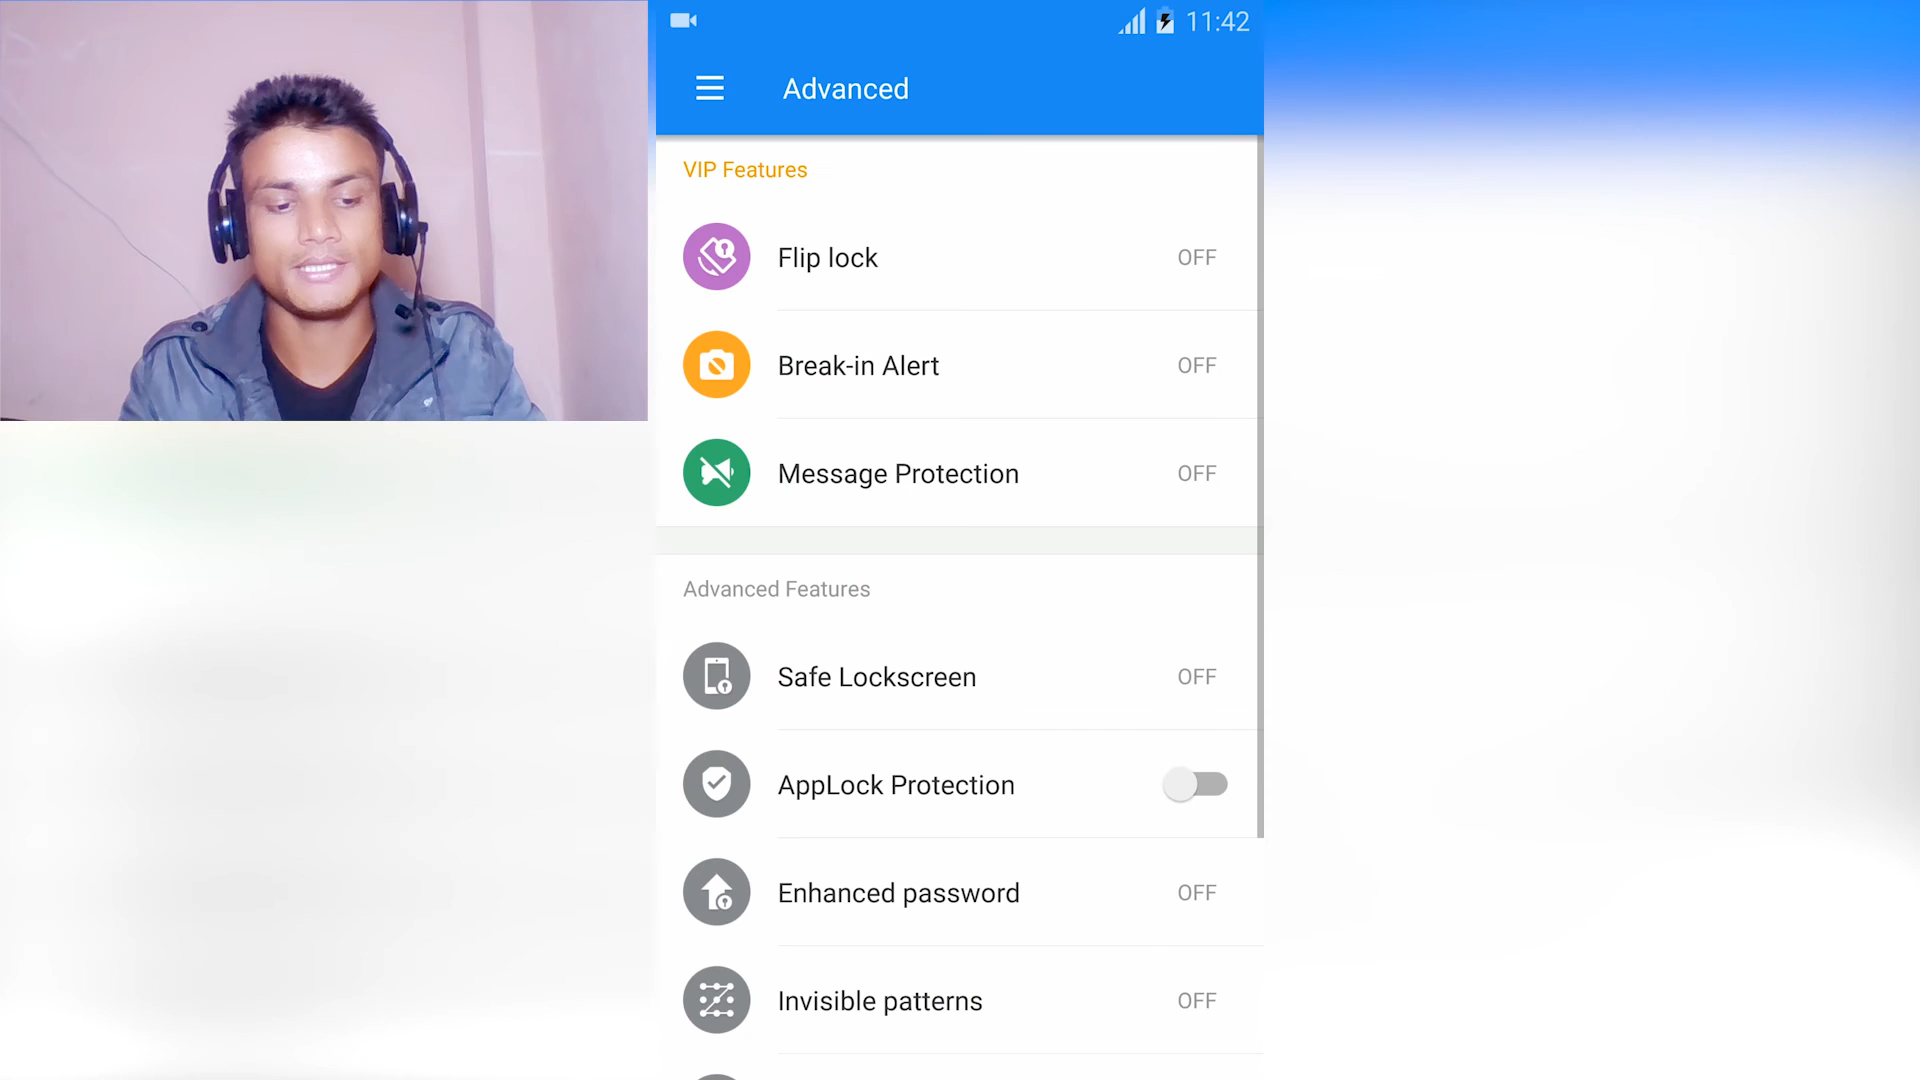 11:42
Advanced
VIP Features
Flip lock OFF
Break-in Alert OFF
Message Protection OFF
Advanced Features
Safe Lockscreen OFF
AppLock Protection
Enhanced password OFF
Invisible patterns OFF